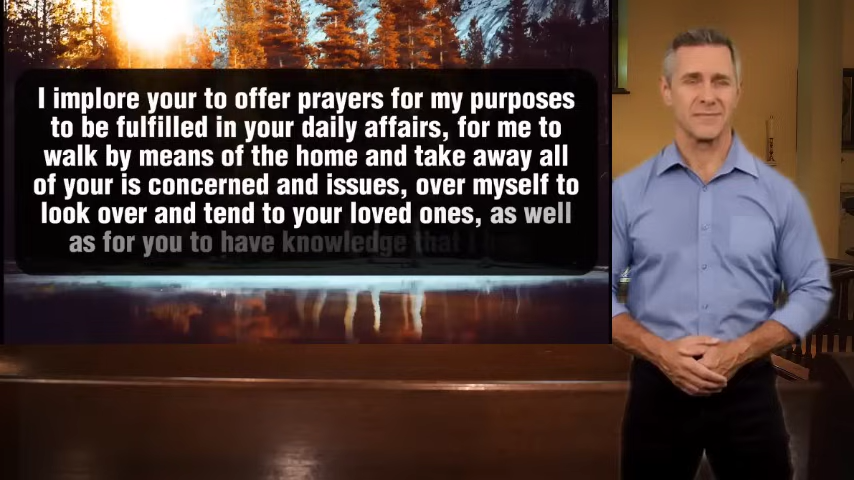 I implore your to offer prayers for my purposes
to be fulfilled in your daily affairs, for me to
walk by means of the home and take away all
of your is concerned and issues, over myself to
look over and tend to your loved ones, as well
as for you to have knowledge that I